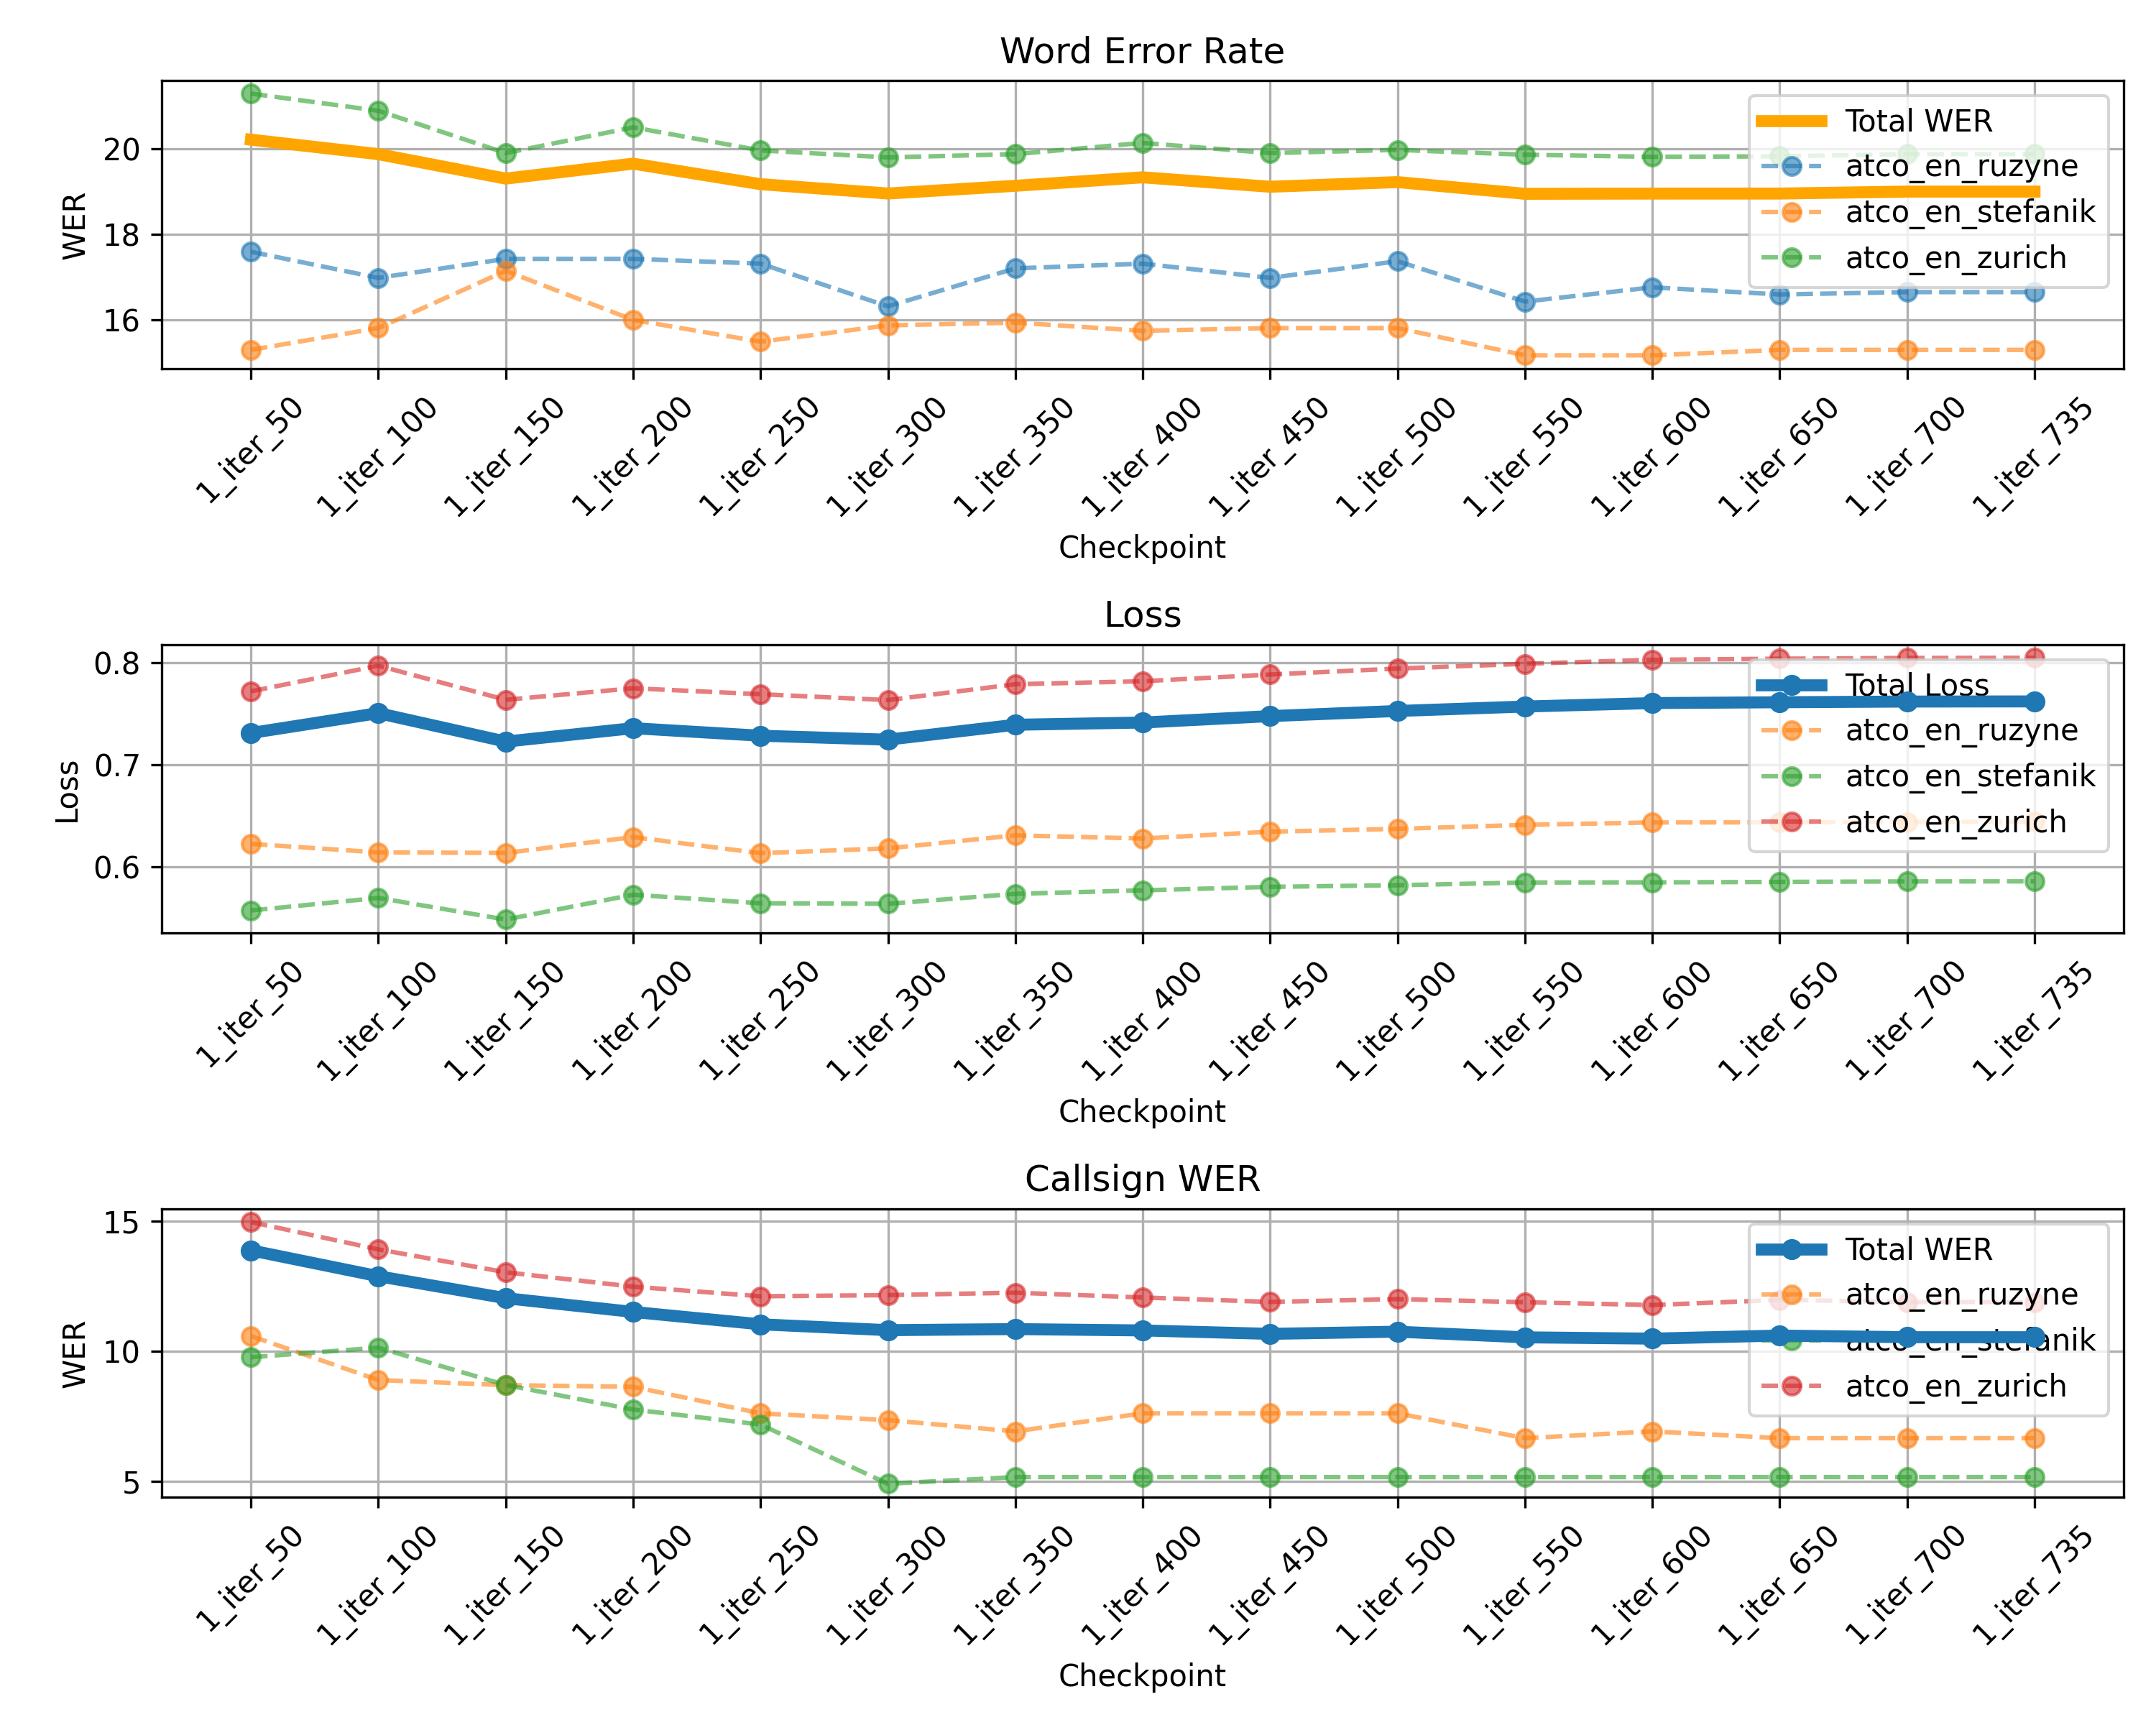 Word Error Rate
WER
20
18
16
Total WER
atco_en_ruzyne
atco_en_stefanik
atco_en_zurich
1_iter_50
1_iter_100
1_iter_150
1_iter_200
1_iter_250
1_iter_300
1_iter_350
1_iter_400
1_iter_450
1_iter_500
1_iter_550
1_iter_600
1_iter_650
1_iter_700
1_iter_735
Checkpoint
Loss
Loss
0.8
0.7
0.6
Total Loss
atco_en_ruzyne
atco_en_stefanik
atco_en_zurich
1_iter_50
1_iter_100
1_iter_150
1_iter_200
1_iter_250
1_iter_300
1_iter_350
1_iter_400
1_iter_450
1_iter_500
1_iter_550
1_iter_600
1_iter_650
1_iter_700
1_iter_735
Checkpoint
Callsign WER
WER
15
10
5
Total WER
atco_en_ruzyne
atco_en_stefanik
atco_en_zurich
1_iter_50
1_iter_100
1_iter_150
1_iter_200
1_iter_250
1_iter_300
1_iter_350
1_iter_400
1_iter_450
1_iter_500
1_iter_550
1_iter_600
1_iter_650
1_iter_700
1_iter_735
Checkpoint